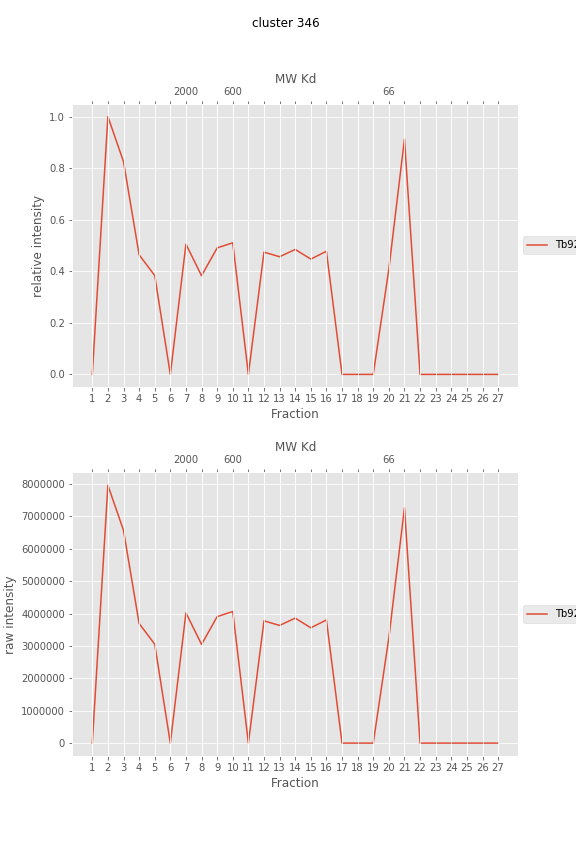 cluster 346
MW Kd
2000 600 66
1.0
0.8
0.6
0.4
0.2
0.0
relative intensity
Tb92
1 2 3 4 5 6 7 8 9 10 11 12 13 14 15 16 17 18 19 20 21 22 23 24 25 26 27
Fraction
MW Kd
2000 600 66
8000000
7000000
6000000
5000000
4000000
3000000
2000000
1000000
0
raw intensity
Tb92
1 2 3 4 5 6 7 8 9 10 11 12 13 14 15 16 17 18 19 20 21 22 23 24 25 26 27
Fraction